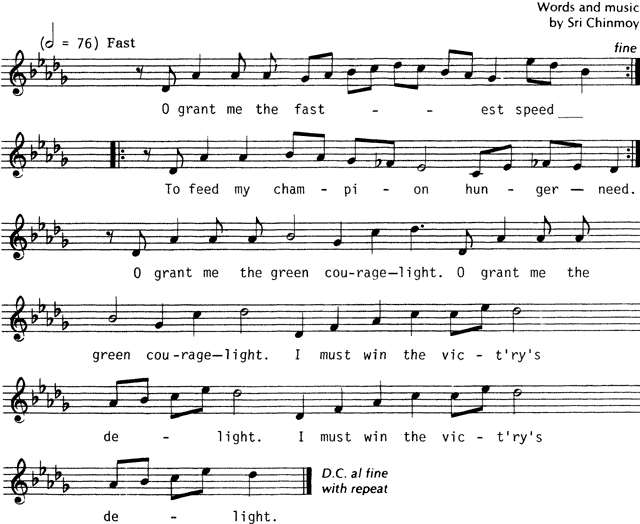 Words and music
by Sri Chinmoy
(𝅗𝅥 = 76) Fast
fine
O grant me the fast - - - est speed ___
To feed my cham - pi - on hun - ger — need.
O grant me the green cou-rage—light. O grant me the
green cou-rage—light. I must win the vic - t'ry's
de - light. I must win the vic - t'ry's
D.C. al fine
with repeat
de - light.